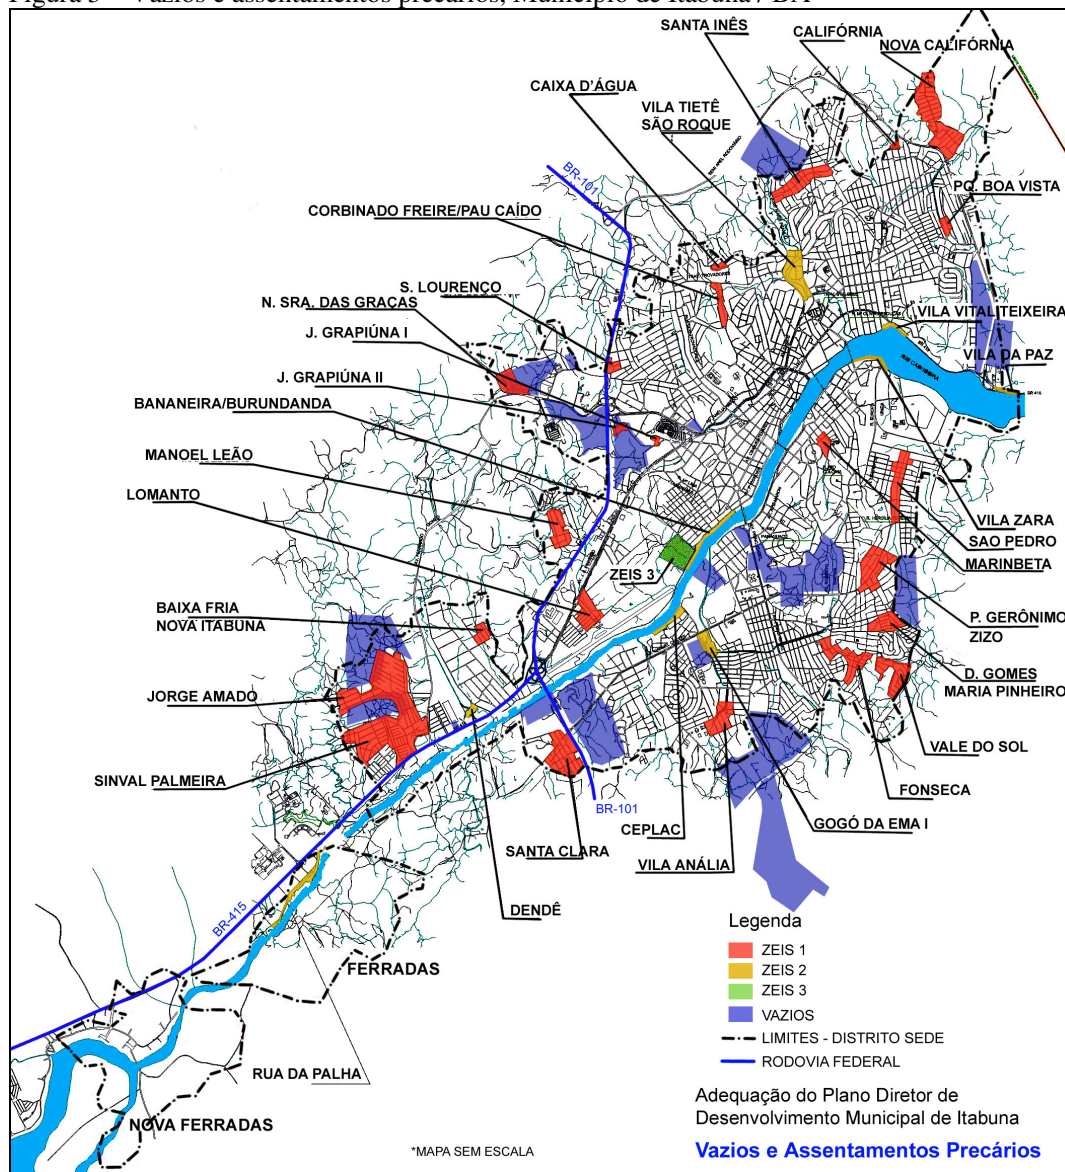 SANTA INÊS
CALIFÓRNIA
NOVA CALIFÓRNIA
CAIXA D'ÁGUA
VILA TIETÊ
SÃO ROQUE
BR-101
PQ. BOA VISTA
CORBINADO FREIRE/PAU CAÍDO
S. LOURENÇO
N. SRA. DAS GRAÇAS
VILA VITAL TEIXEIRA
J. GRAPIÚNA I
VILA DA PAZ
J. GRAPIÚNA II
RIO CACHOEIRA
BR-415
BANANEIRA/BURUNDANDA
MANOEL LEÃO
LOMANTO
VILA ZARA
SAO PEDRO
MARINBETA
ZEIS 3
BAIXA FRIA
NOVA ITABUNA
P. GERÔNIMO
ZIZO
D. GOMES
MARIA PINHEIRO
JORGE AMADO
VALE DO SOL
SINVAL PALMEIRA
FONSECA
BR-101
GOGÓ DA EMA I
CEPLAC
SANTA CLARA
VILA ANÁLIA
DENDÊ
BR-415
Legenda
ZEIS 1
ZEIS 2
ZEIS 3
VAZIOS
LIMITES - DISTRITO SEDE
RODOVIA FEDERAL
FERRADAS
RUA DA PALHA
NOVA FERRADAS
Adequação do Plano Diretor de
Desenvolvimento Municipal de Itabuna
*MAPA SEM ESCALA
Vazios e Assentamentos Precários